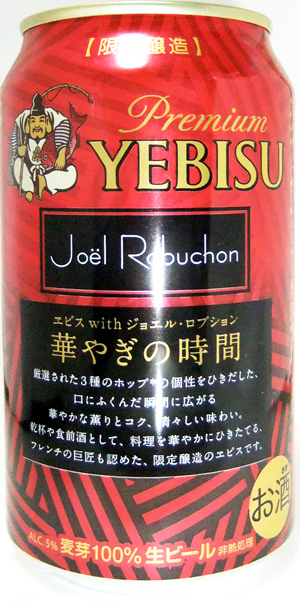 【限定醸造】
Premium
YEBISU
Joël Robuchon
ヱビス with ジョエル・ロブション
華やぎの時間
厳選された3種のホップ*の個性をひきだした、
口にふくんだ瞬間に広がる
華やかな薫りとコク、清々しい味わい。
乾杯や食前酒として、料理を華やかにひきたてる、
フレンチの巨匠も認めた、限定醸造のヱビスです。
お酒
ALC.5% 麦芽100% 生ビール 非熱処理